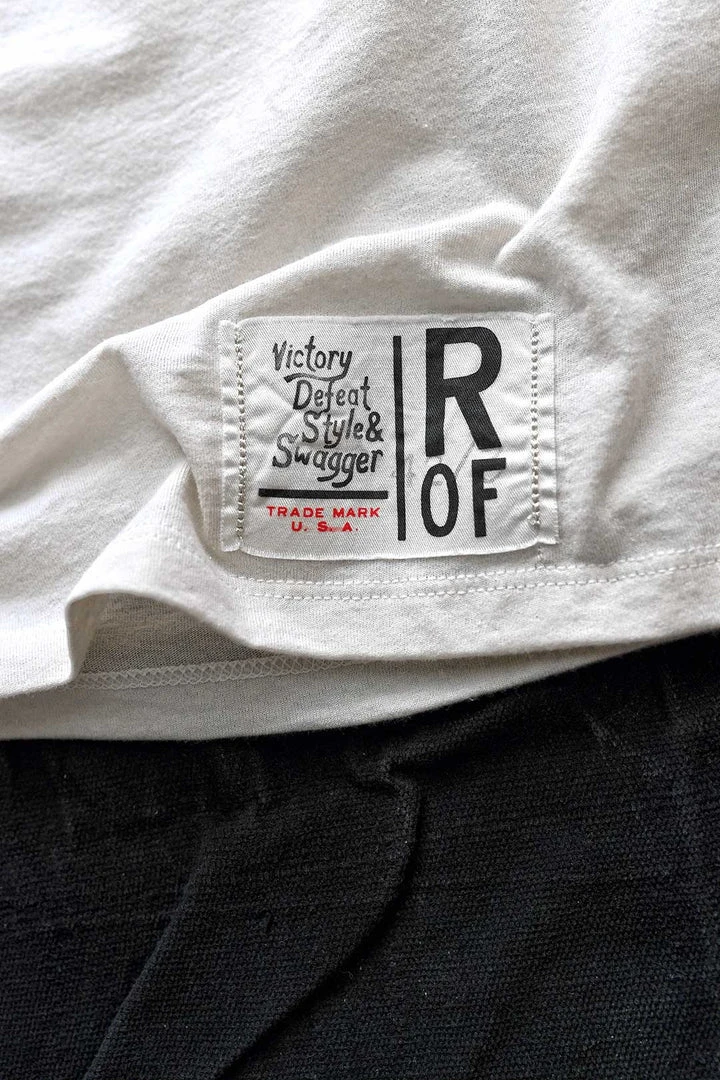 Victory
Defeat
Style &
Swagger
TRADE MARK
U. S. A.
R
OF